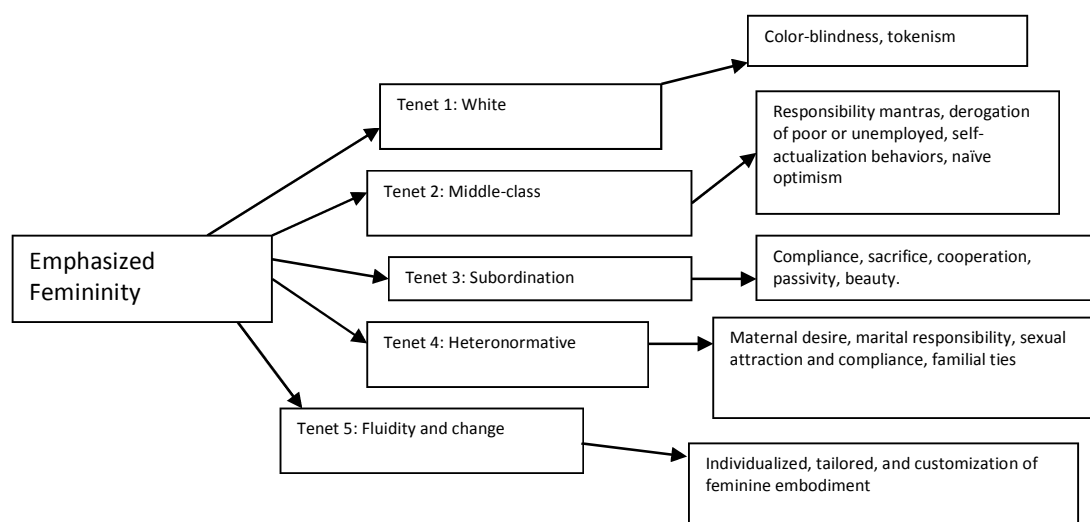 Color-blindness, tokenism
Tenet 1: White
Responsibility mantras, derogation
of poor or unemployed, self-
actualization behaviors, naïve
optimism
Tenet 2: Middle-class
Emphasized
Femininity
Tenet 3: Subordination
Compliance, sacrifice, cooperation,
passivity, beauty.
Tenet 4: Heteronormative
Maternal desire, marital responsibility, sexual
attraction and compliance, familial ties
Tenet 5: Fluidity and change
Individualized, tailored, and customization of
feminine embodiment